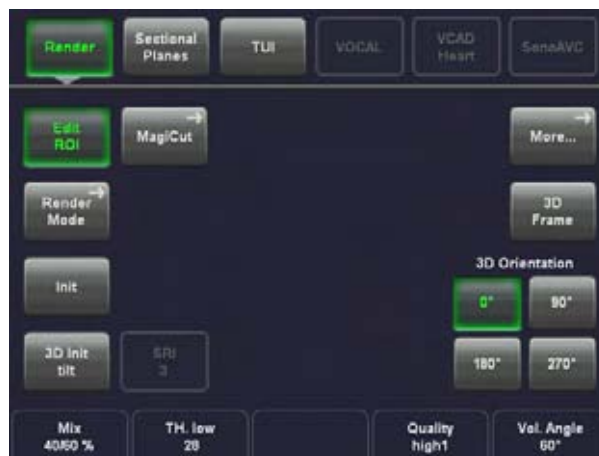 Render
Sectional
Planes
TUI
VOCAL
VCAD
Heart
SonoAVC
Edit
ROI
MagiCut
More...
Render
Mode
3D
Frame
Init
3D Orientation
0°
90°
3D Init
tilt
SRI
3
180°
270°
Mix
40/60 %
TH. low
28
Quality
high1
Vol. Angle
60°